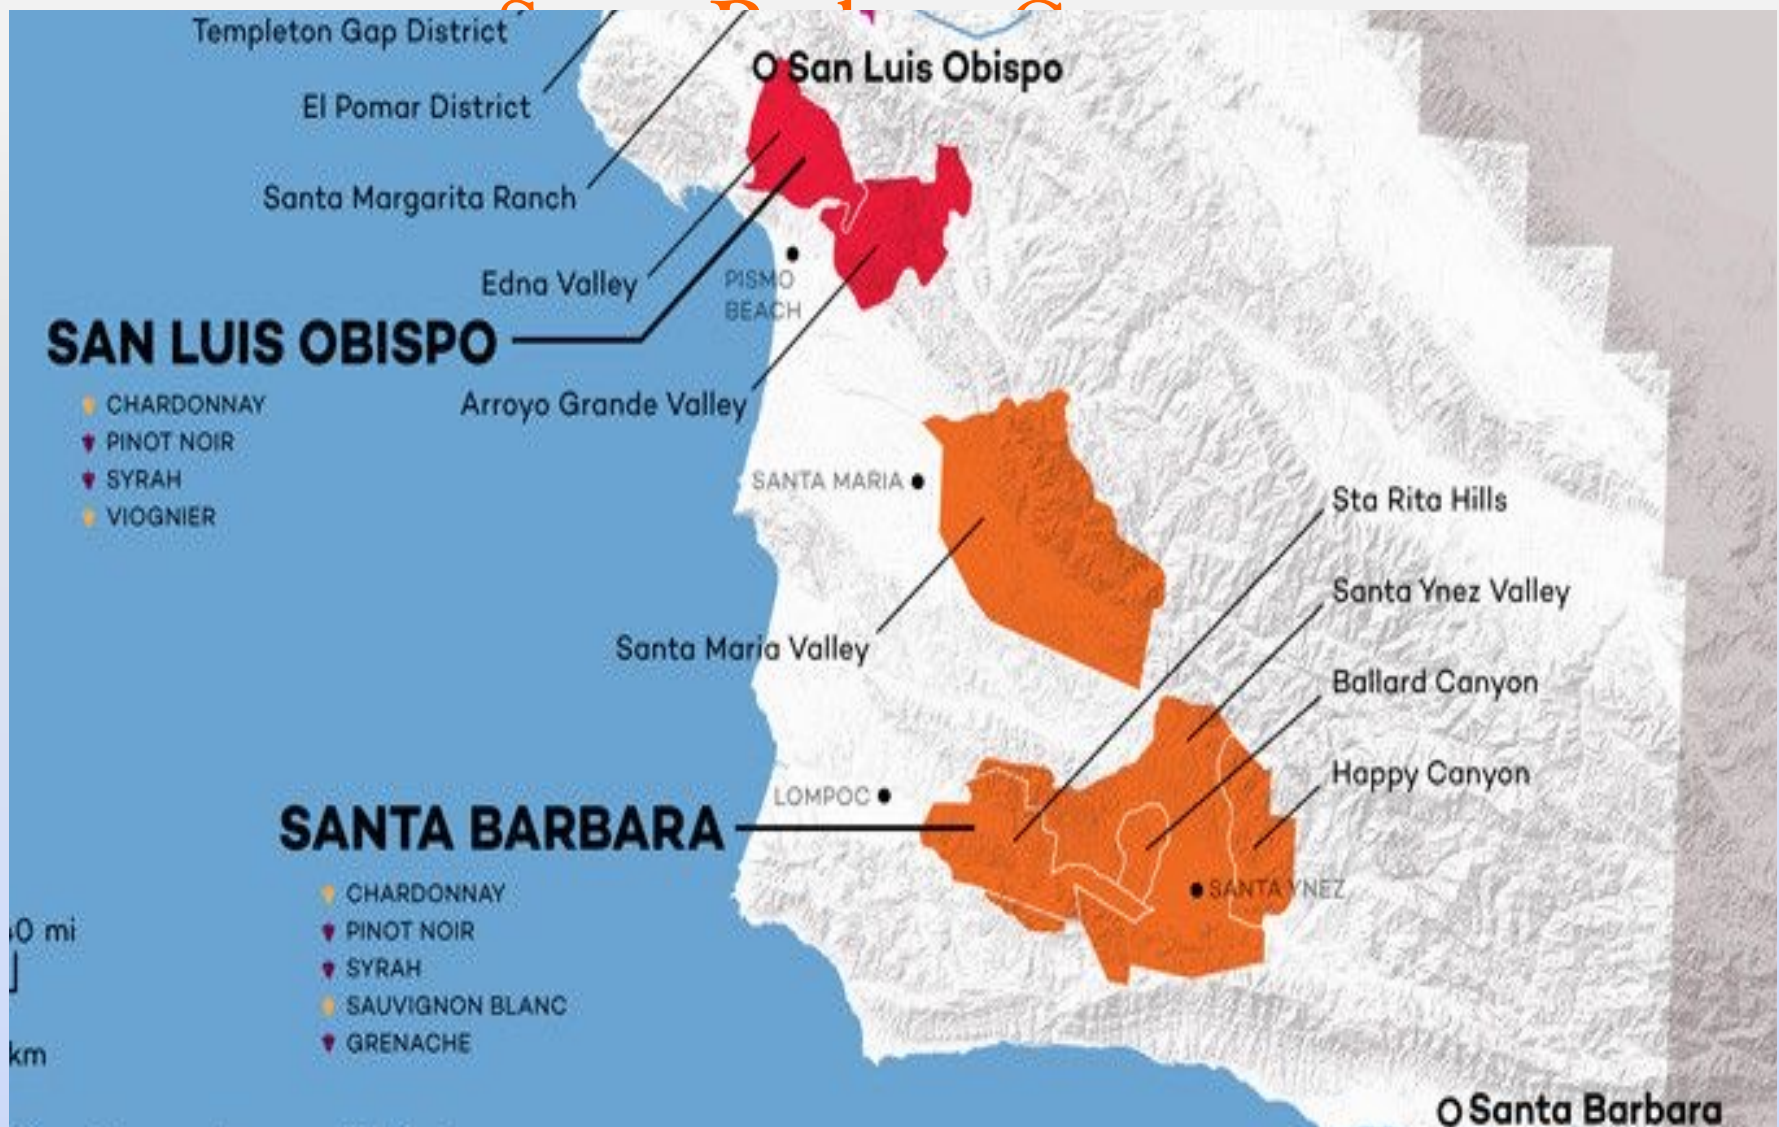 Templeton Gap District
San Luis Obispo
El Pomar District
Santa Margarita Ranch
Edna Valley
PISMO
BEACH
SAN LUIS OBISPO
CHARDONNAY
PINOT NOIR
SYRAH
VIOGNIER
Arroyo Grande Valley
SANTA MARIA
Sta Rita Hills
Santa Ynez Valley
Santa Maria Valley
Ballard Canyon
Happy Canyon
LOMPOC
SANTA BARBARA
SANTA YNEZ
CHARDONNAY
PINOT NOIR
SYRAH
SAUVIGNON BLANC
GRENACHE
0 mi
km
Santa Barbara